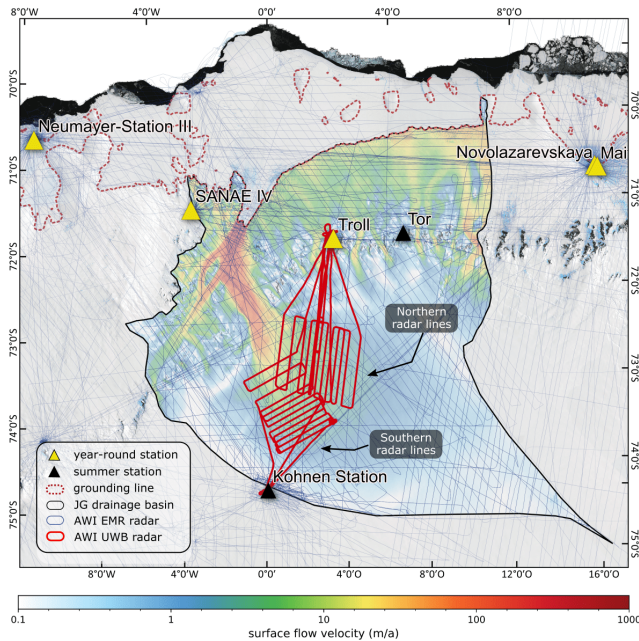 8°0'W 4°0'W 0°0' 4°0'E 8°0'E
70°0'S
70°0'S
Neumayer-Station III
Novolazarevskaya Mai
71°0'S
71°0'S
SANAE IV
Troll
Tor
72°0'S
72°0'S
Northern
radar lines
73°0'S
73°0'S
74°0'S
74°0'S
Southern
radar lines
Kohnen Station
75°0'S
75°0'S
year-round station
summer station
grounding line
JG drainage basin
AWI EMR radar
AWI UWB radar
8°0'W 4°0'W 0°0'E 4°0'E 8°0'E 12°0'E 16°0'E
0.1 1 10 100 1000
surface flow velocity (m/a)